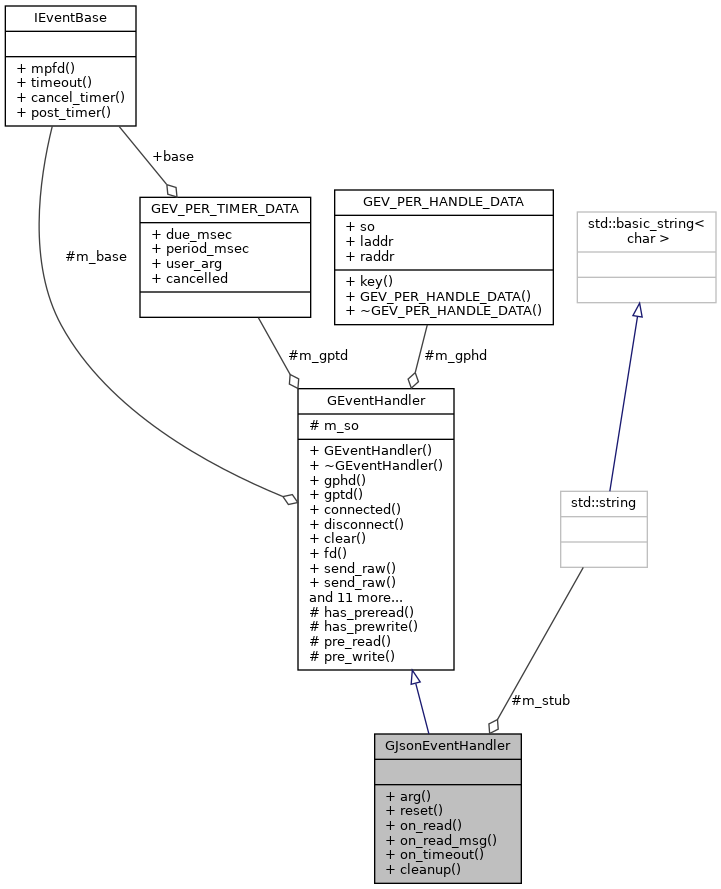 IEventBase
+ mpfd()
+ timeout()
+ cancel_timer()
+ post_timer()
+base
GEV_PER_TIMER_DATA
+ due_msec
+ period_msec
+ user_arg
+ cancelled
GEV_PER_HANDLE_DATA
+ so
+ laddr
+ raddr
+ key()
+ GEV_PER_HANDLE_DATA()
+ ~GEV_PER_HANDLE_DATA()
std::basic_string<
char >
#m_base
#m_gptd
#m_gphd
GEventHandler
# m_so
+ GEventHandler()
+ ~GEventHandler()
+ gphd()
+ gptd()
+ connected()
+ disconnect()
+ clear()
+ fd()
+ send_raw()
+ send_raw()
and 11 more...
# has_preread()
# has_prewrite()
# pre_read()
# pre_write()
std::string
#m_stub
GJsonEventHandler
+ arg()
+ reset()
+ on_read()
+ on_read_msg()
+ on_timeout()
+ cleanup()